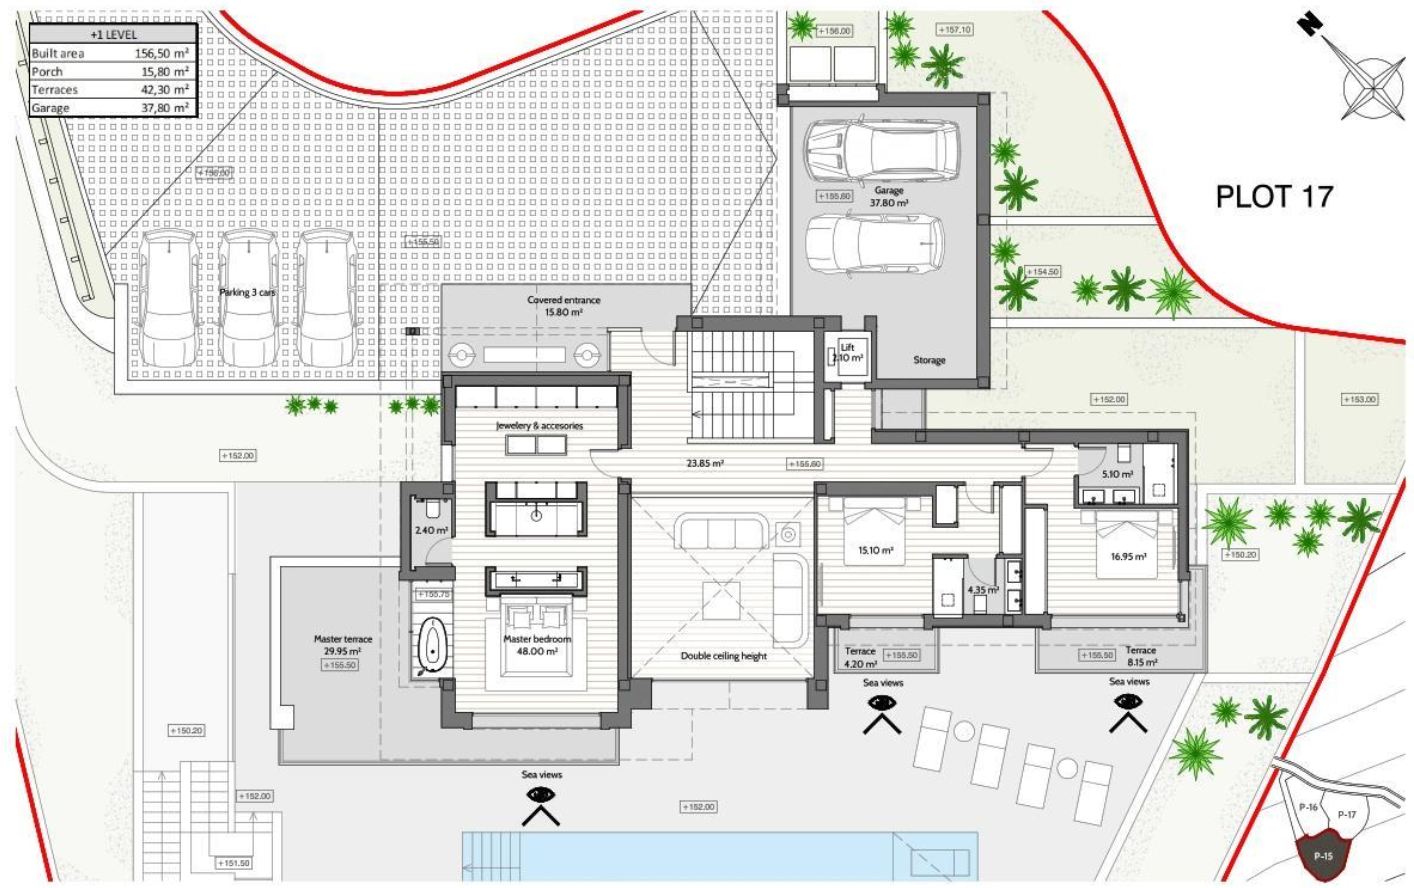 +1 LEVEL
Built area 156,50 m²
Porch 15,80 m²
Terraces 42,30 m²
Garage 37,80 m²
+156.00
+157.10
N
+156.00
+155.60
Garage
37.80 m²
PLOT 17
+155.50
+154.50
Parking 3 cars
Covered entrance
15.80 m²
Lift
2.10 m²
Storage
+152.00
+153.00
Jewelery & accesories
+152.00
23.85 m²
+155.60
5.10 m²
2.40 m²
15.10 m²
16.95 m²
+150.20
+155.75
4.35 m²
Master terrace
29.95 m²
+155.50
Master bedroom
48.00 m²
Double ceiling height
Terrace
4.20 m²
+155.50
+155.50
Terrace
8.15 m²
Sea views
Sea views
+150.20
Sea views
+152.00
+152.00
+151.50
P-16
P-17
P-15